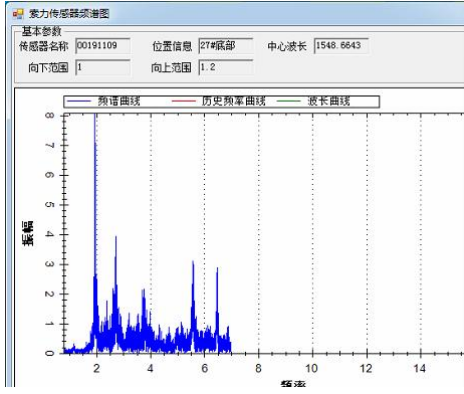 索力传感器频谱图
基本参数
传感器名称 00191109 位置信息 27#底部 中心波长 1548.6643
向下范围 1 向上范围 1.2
频谱曲线 历史频率曲线 波长曲线
8
7
6
5
4
3
2
1
0
振幅
2 4 6 8 10 12 14
频率